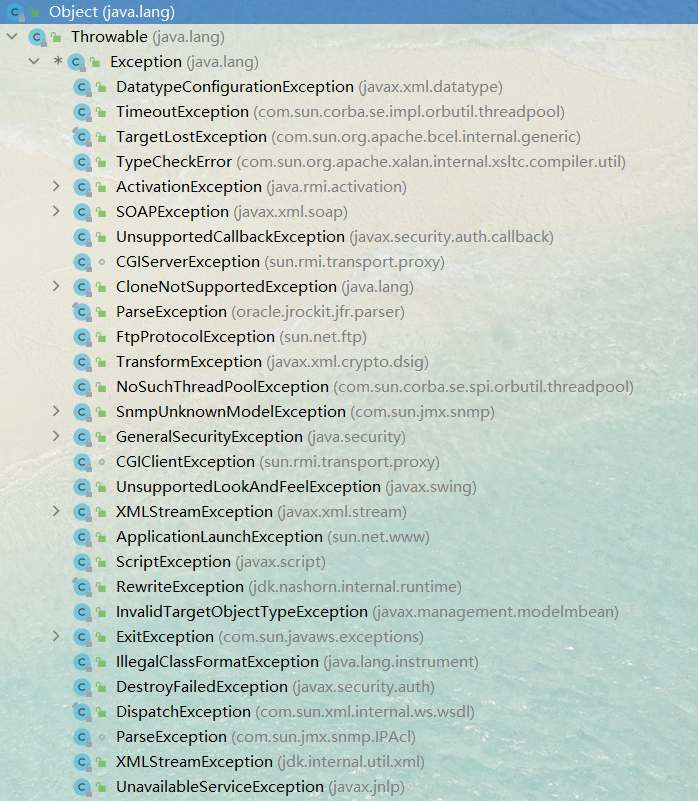 Object (java.lang)
Throwable (java.lang)
* Exception (java.lang)
DatatypeConfigurationException (javax.xml.datatype)
TimeoutException (com.sun.corba.se.impl.orbutil.threadpool)
TargetLostException (com.sun.org.apache.bcel.internal.generic)
TypeCheckError (com.sun.org.apache.xalan.internal.xsltc.compiler.util)
ActivationException (java.rmi.activation)
SOAPException (javax.xml.soap)
UnsupportedCallbackException (javax.security.auth.callback)
CGIServerException (sun.rmi.transport.proxy)
CloneNotSupportedException (java.lang)
ParseException (oracle.jrockit.jfr.parser)
FtpProtocolException (sun.net.ftp)
TransformException (javax.xml.crypto.dsig)
NoSuchThreadPoolException (com.sun.corba.se.spi.orbutil.threadpool)
SnmpUnknownModelException (com.sun.jmx.snmp)
GeneralSecurityException (java.security)
CGIClientException (sun.rmi.transport.proxy)
UnsupportedLookAndFeelException (javax.swing)
XMLStreamException (javax.xml.stream)
ApplicationLaunchException (sun.net.www)
ScriptException (javax.script)
RewriteException (jdk.nashorn.internal.runtime)
InvalidTargetObjectTypeException (javax.management.modelmbean)
ExitException (com.sun.javaws.exceptions)
IllegalClassFormatException (java.lang.instrument)
DestroyFailedException (javax.security.auth)
DispatchException (com.sun.xml.internal.ws.wsdl)
ParseException (com.sun.jmx.snmp.IPAcl)
XMLStreamException (jdk.internal.util.xml)
UnavailableServiceException (javax.jnlp)